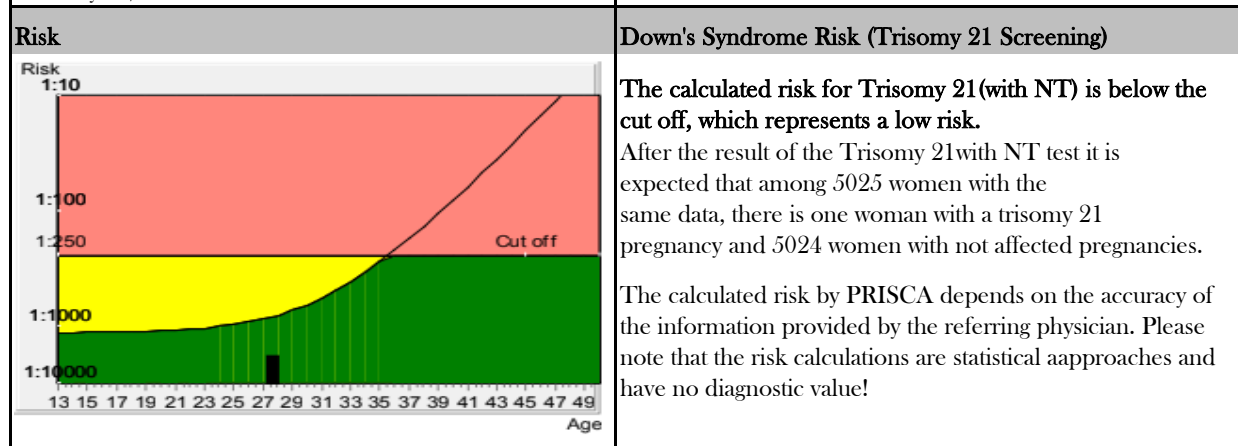 Risk
Down's Syndrome Risk (Trisomy 21 Screening)
Risk
1:10
1:100
1:250
Cut off
1:1000
1:10000
13 15 17 19 21 23 25 27 29 31 33 35 37 39 41 43 45 47 49
Age
The calculated risk for Trisomy 21(with NT) is below the
cut off, which represents a low risk.
After the result of the Trisomy 21with NT test it is
expected that among 5025 women with the
same data, there is one woman with a trisomy 21
pregnancy and 5024 women with not affected pregnancies.
The calculated risk by PRISCA depends on the accuracy of
the information provided by the referring physician. Please
note that the risk calculations are statistical aapproaches and
have no diagnostic value!